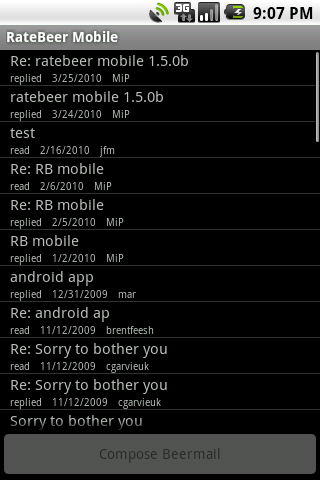 3G 9:07 PM
RateBeer Mobile
Re: ratebeer mobile 1.5.0b
replied 3/25/2010 MiP
ratebeer mobile 1.5.0b
replied 3/24/2010 MiP
test
read 2/16/2010 jfm
Re: RB mobile
read 2/6/2010 MiP
Re: RB mobile
replied 2/5/2010 MiP
RB mobile
replied 1/2/2010 MiP
android app
replied 12/31/2009 mar
Re: android ap
read 11/12/2009 brentfeesh
Re: Sorry to bother you
read 11/12/2009 cgarvieuk
Re: Sorry to bother you
replied 11/12/2009 cgarvieuk
Sorry to bother you
Compose Beermail